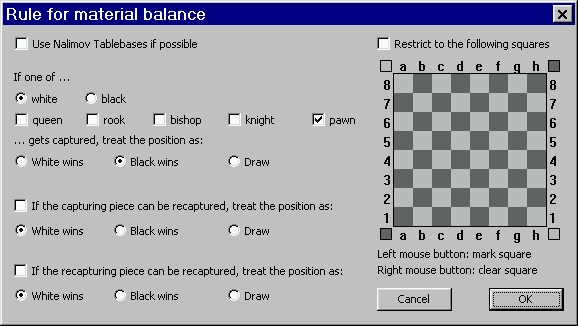 Rule for material balance
Use Nalimov Tablebases if possible
Restrict to the following squares
If one of ...
white black
queen rook bishop knight pawn
... gets captured, treat the position as:
White wins Black wins Draw
If the capturing piece can be recaptured, treat the position as:
White wins Black wins Draw
If the recapturing piece can be recaptured, treat the position as:
White wins Black wins Draw
a b c d e f g h
8 8
7 7
6 6
5 5
4 4
3 3
2 2
1 1
a b c d e f g h
Left mouse button: mark square
Right mouse button: clear square
Cancel OK